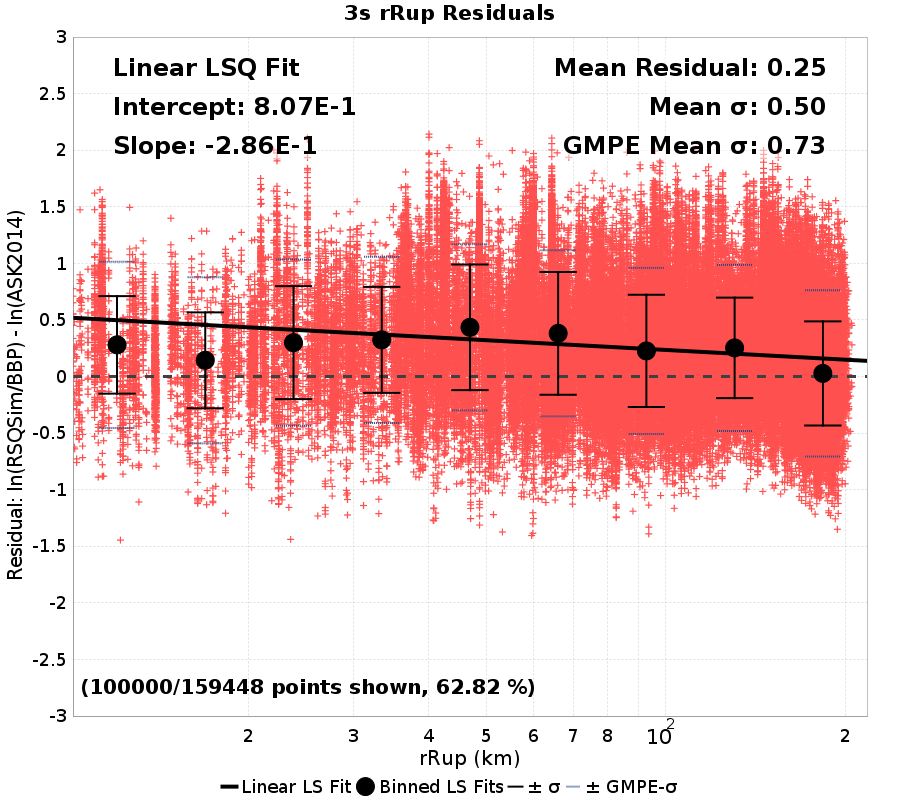 3s rRup Residuals
Linear LSQ Fit
Intercept: 8.07E-1
Slope: -2.86E-1
Mean Residual: 0.25
Mean σ: 0.50
GMPE Mean σ: 0.73
Residual: ln(RSQSim/BBP) - ln(ASK2014)
3
2.5
2
1.5
1
0.5
0
-0.5
-1
-1.5
-2
-2.5
-3
(100000/159448 points shown, 62.82 %)
2 3 4 5 6 7 8 10² 2
rRup (km)
Linear LS Fit Binned LS Fits ± σ ± GMPE-σ